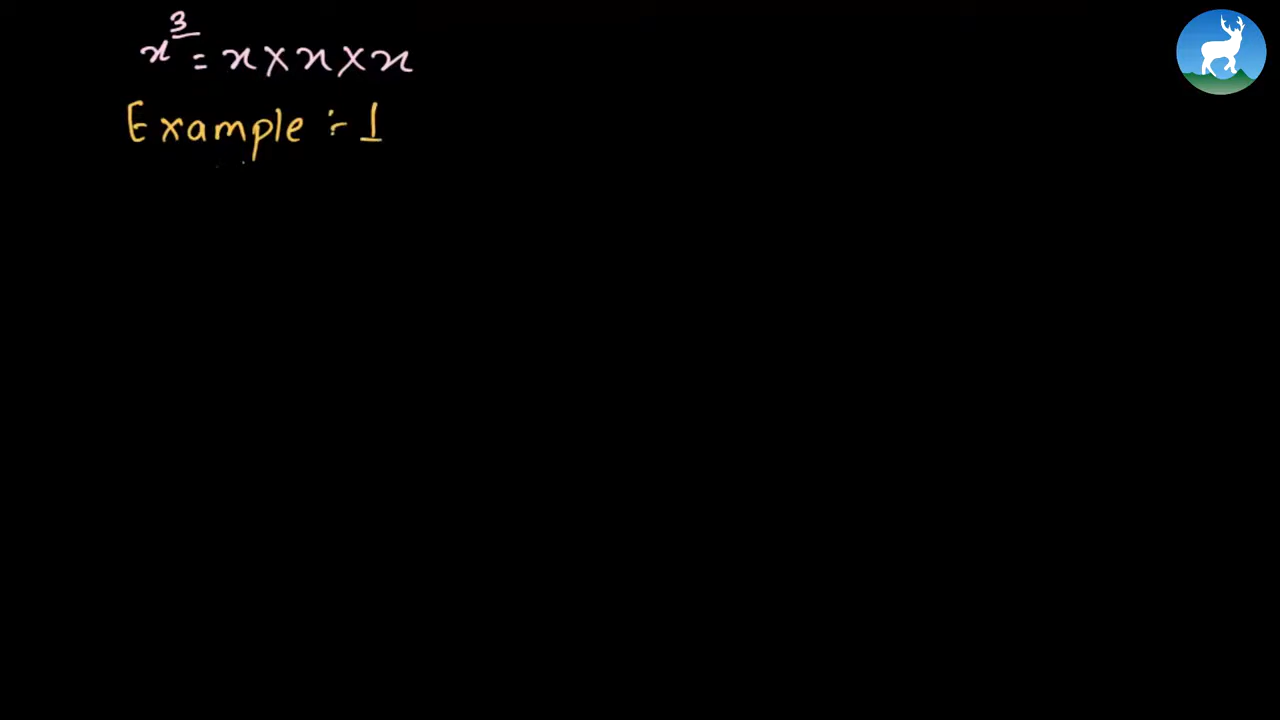 x³ = x × x × x
Example :- 1